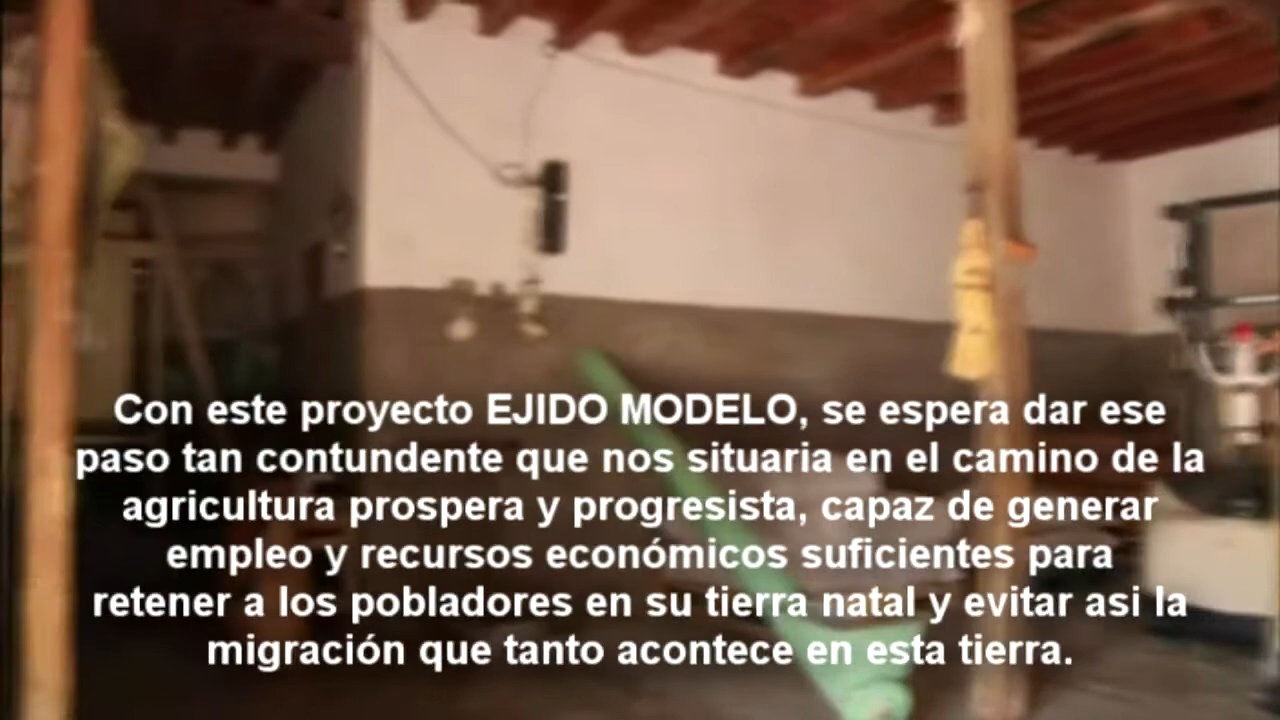 Con este proyecto EJIDO MODELO, se espera dar ese
paso tan contundente que nos situaria en el camino de la
agricultura prospera y progresista, capaz de generar
empleo y recursos económicos suficientes para
retener a los pobladores en su tierra natal y evitar asi la
migración que tanto acontece en esta tierra.